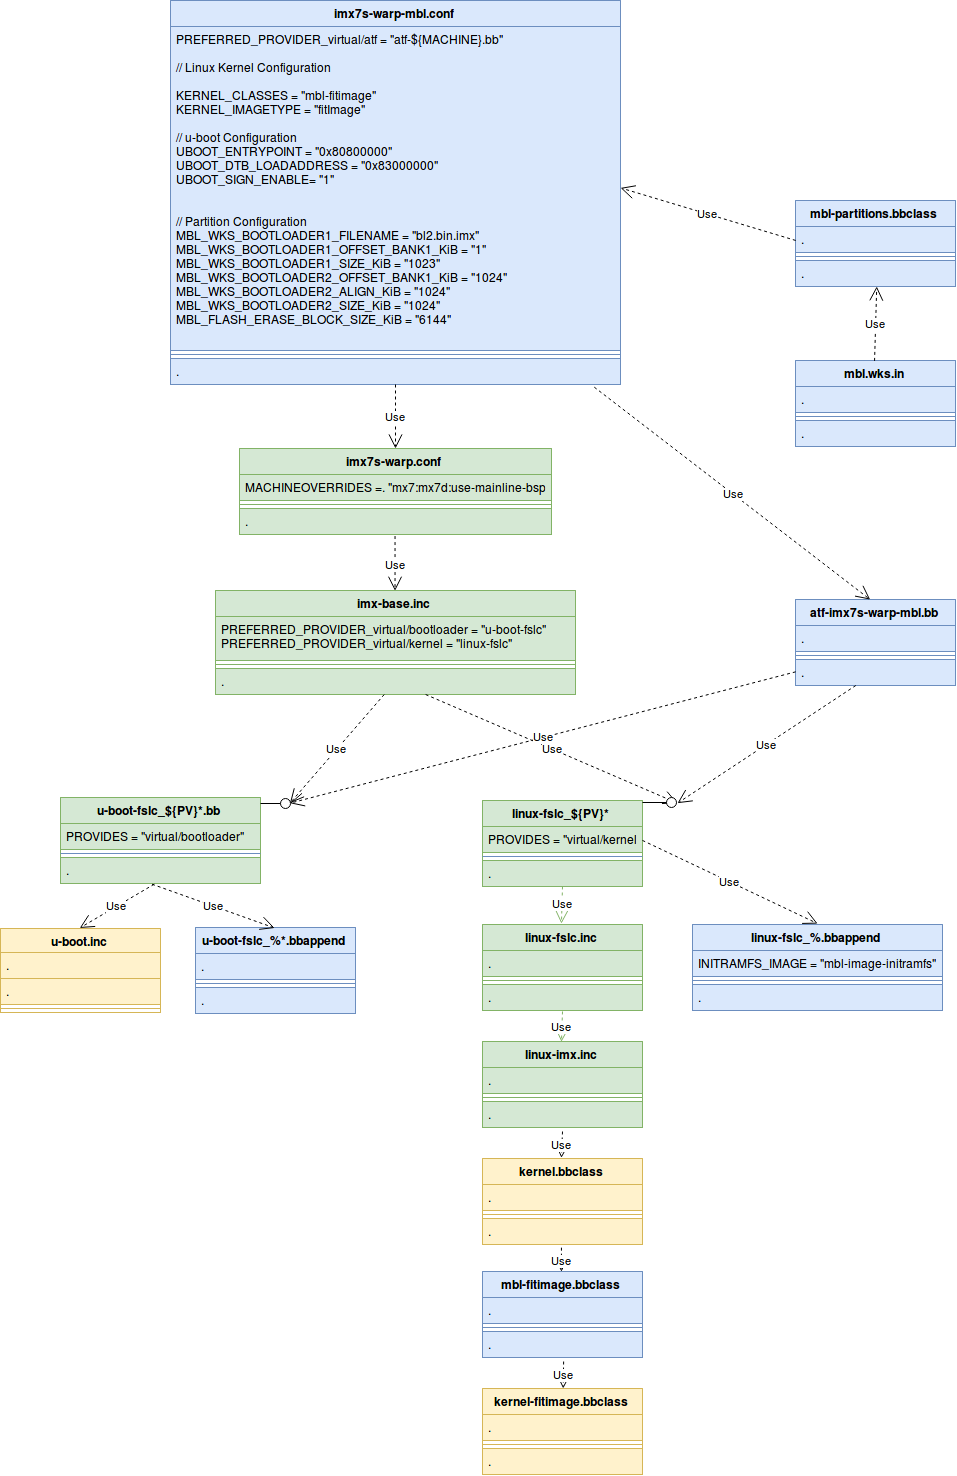 imx7s-warp-mbl.conf
PREFERRED_PROVIDER_virtual/atf = "atf-${MACHINE}.bb"
// Linux Kernel Configuration
KERNEL_CLASSES = "mbl-fitimage"
KERNEL_IMAGETYPE = "fitImage"
// u-boot Configuration
UBOOT_ENTRYPOINT = "0x80800000"
UBOOT_DTB_LOADADDRESS = "0x83000000"
UBOOT_SIGN_ENABLE= "1"
// Partition Configuration
MBL_WKS_BOOTLOADER1_FILENAME = "bl2.bin.imx"
MBL_WKS_BOOTLOADER1_OFFSET_BANK1_KiB = "1"
MBL_WKS_BOOTLOADER1_SIZE_KiB = "1023"
MBL_WKS_BOOTLOADER2_OFFSET_BANK1_KiB = "1024"
MBL_WKS_BOOTLOADER2_ALIGN_KiB = "1024"
MBL_WKS_BOOTLOADER2_SIZE_KiB = "1024"
MBL_FLASH_ERASE_BLOCK_SIZE_KiB = "6144"
.
Use
mbl-partitions.bbclass
.
.
Use
mbl.wks.in
.
.
Use
imx7s-warp.conf
MACHINEOVERRIDES =. "mx7:mx7d:use-mainline-bsp
.
Use
Use
imx-base.inc
PREFERRED_PROVIDER_virtual/bootloader = "u-boot-fslc"
PREFERRED_PROVIDER_virtual/kernel = "linux-fslc"
.
atf-imx7s-warp-mbl.bb
.
.
Use
Use
Use
Use
u-boot-fslc_${PV}*.bb
PROVIDES = "virtual/bootloader"
.
linux-fslc_${PV}*
PROVIDES = "virtual/kernel
.
Use
Use
Use
Use
u-boot.inc
.
.
u-boot-fslc_%*.bbappend
.
.
linux-fslc.inc
.
.
linux-fslc_%.bbappend
INITRAMFS_IMAGE = "mbl-image-initramfs"
.
Use
linux-imx.inc
.
.
Use
kernel.bbclass
.
.
Use
mbl-fitimage.bbclass
.
.
Use
kernel-fitimage.bbclass
.
.